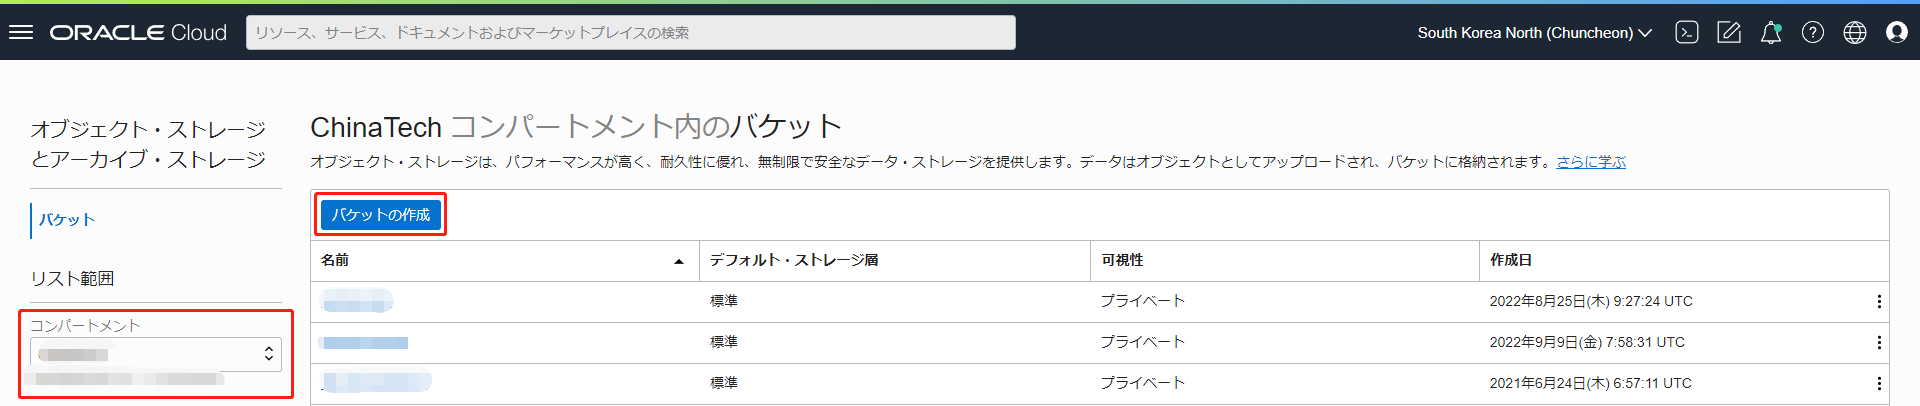 ORACLE Cloud
リソース、サービス、ドキュメントおよびマーケットプレイスの検索
South Korea North (Chuncheon)
オブジェクト・ストレージ
とアーカイブ・ストレージ
バケット
リスト範囲
コンパートメント
ChinaTech コンパートメント内のバケット
オブジェクト・ストレージは、パフォーマンスが高く、耐久性に優れ、無制限で安全なデータ・ストレージを提供します。データはオブジェクトとしてアップロードされ、バケットに格納されます。さらに学ぶ
バケットの作成
名前 デフォルト・ストレージ層 可視性 作成日
標準 プライベート 2022年8月25日(木) 9:27:24 UTC
標準 プライベート 2022年9月9日(金) 7:58:31 UTC
標準 プライベート 2021年6月24日(木) 6:57:11 UTC